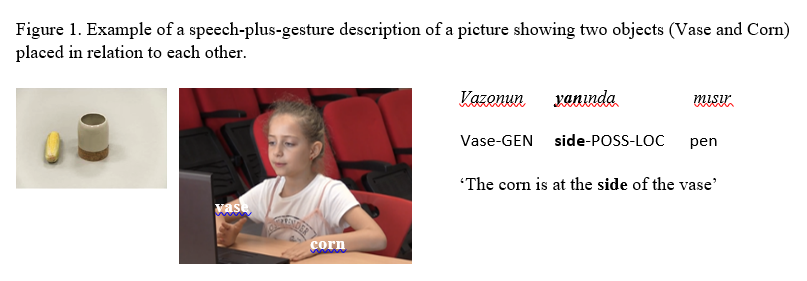 Figure 1. Example of a speech-plus-gesture description of a picture showing two objects (Vase and Corn)
placed in relation to each other.
Vazonun yanında mısır
Vase-GEN side-POSS-LOC pen
‘The corn is at the side of the vase’
vase
corn